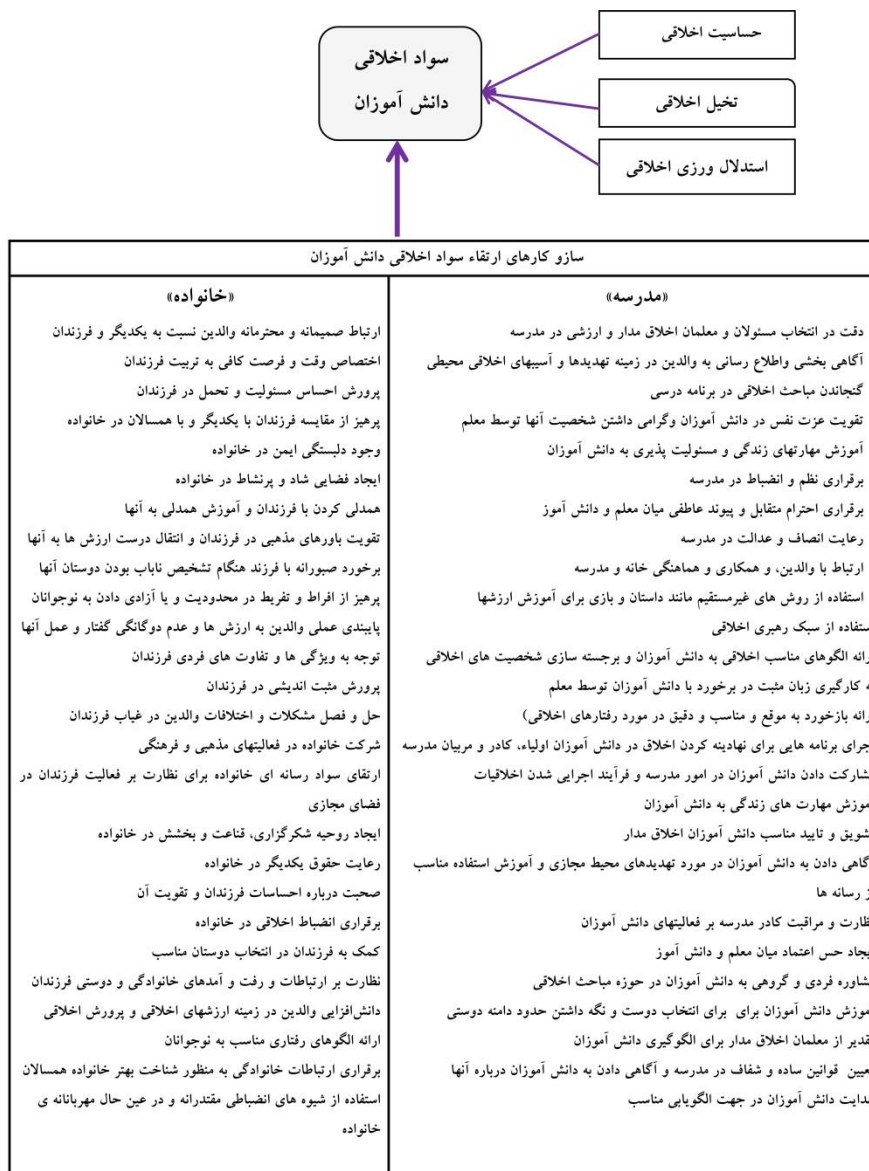 سواد اخلاقی
دانش آموزان
حساسیت اخلاقی
تخیل اخلاقی
استدلال ورزی اخلاقی
سازو کارهای ارتقاء سواد اخلاقی دانش آموزان
«مدرسه»
دقت در انتخاب مسئولان و معلمان اخلاق مدار و ارزشی در مدرسه
آگاهی بخشی واطلاع رسانی به والدین در زمینه تهدیدها و آسیبهای اخلاقی محیطی
گنجاندن مباحث اخلاقی در برنامه درسی
تقویت عزت نفس در دانش آموزان وگرامی داشتن شخصیت آنها توسط معلم
آموزش مهارتهای زندگی و مسئولیت پذیری به دانش آموزان
برقراری نظم و انضباط در مدرسه
برقراری احترام متقابل و پیوند عاطفی میان معلم و دانش آموز
رعایت انصاف و عدالت در مدرسه
ارتباط با والدین، و همکاری و هماهنگی خانه و مدرسه
استفاده از روش های غیرمستقیم مانند داستان و بازی برای آموزش ارزشها
ستفاده از سبک رهبری اخلاقی
رائه الگوهای مناسب اخلاقی به دانش آموزان و برجسته سازی شخصیت های اخلاقی
ه کارگیری زبان مثبت در برخورد با دانش آموزان توسط معلم
رائه بازخورد به موقع و مناسب و دقیق در مورد رفتارهای اخلاقی)
جرای برنامه هایی برای نهادینه کردن اخلاق در دانش آموزان اولیاء، کادر و مربیان مدرسه
شارکت دادن دانش آموزان در امور مدرسه و فرآیند اجرایی شدن اخلاقیات
موزش مهارت های زندگی به دانش آموزان
شویق و تایید مناسب دانش آموزان اخلاق مدار
گاهی دادن به دانش آموزان در مورد تهدیدهای محیط مجازی و آموزش استفاده مناسب
ز رسانه ها
ظارت و مراقبت کادر مدرسه بر فعالیتهای دانش آموزان
یجاد حس اعتماد میان معلم و دانش آموز
شاوره فردی و گروهی به دانش آموزان در حوزه مباحث اخلاقی
موزش دانش آموزان برای  برای انتخاب دوست و نگه داشتن حدود دامنه دوستی
قدیر از معلمان اخلاق مدار برای الگوگیری دانش آموزان
عیین قوانین ساده و شفاف در مدرسه و آگاهی دادن به دانش آموزان درباره آنها
دایت دانش آموزان در جهت الگویابی مناسب
«خانواده»
ارتباط صمیمانه و محترمانه والدین نسبت به یکدیگر و فرزندان
اختصاص وقت و فرصت کافی به تربیت فرزندان
پرورش احساس مسئولیت و تحمل در فرزندان
پرهیز از مقایسه فرزندان با یکدیگر و با همسالان در خانواده
وجود دلبستگی ایمن در خانواده
ایجاد فضایی شاد و پرنشاط در خانواده
همدلی کردن با فرزندان و آموزش همدلی به آنها
تقویت باورهای مذهبی در فرزندان و انتقال درست ارزش ها به آنها
برخورد صبورانه با فرزند هنگام تشخیص ناباب بودن دوستان آنها
پرهیز از افراط و تفریط در محدودیت و یا آزادی دادن به نوجوانان
پایبندی عملی والدین به ارزش ها و عدم دوگانگی گفتار و عمل آنها
توجه به ویژگی ها و تفاوت های فردی فرزندان
پرورش مثبت اندیشی در فرزندان
حل و فصل مشکلات و اختلافات والدین در غیاب فرزندان
شرکت خانواده در فعالیتهای مذهبی و فرهنگی
ارتقای سواد رسانه ای خانواده برای نظارت بر فعالیت فرزندان در
فضای مجازی
ایجاد روحیه شکرگزاری، قناعت و بخشش در خانواده
رعایت حقوق یکدیگر در خانواده
صحبت درباره احساسات فرزندان و تقویت آن
برقراری انضباط اخلاقی در خانواده
کمک به فرزندان در انتخاب دوستان مناسب
نظارت بر ارتباطات و رفت و آمدهای خانوادگی و دوستی فرزندان
دانش‌افزایی والدین در زمینه ارزشهای اخلاقی و پرورش اخلاقی
ارائه الگوهای رفتاری مناسب به نوجوانان
برقراری ارتباطات خانوادگی به منظور شناخت بهتر خانواده همسالان
استفاده از شیوه های انضباطی مقتدرانه و در عین حال مهربانانه ی
خانواده